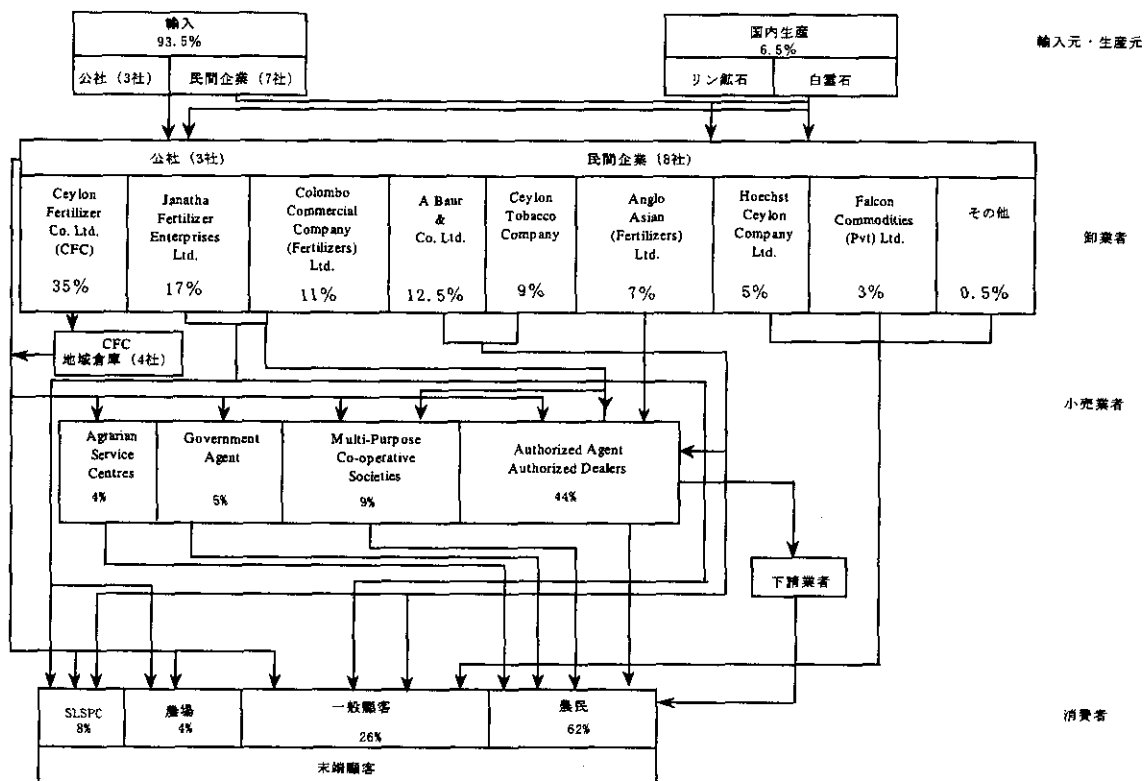 輸入
93.5%
公社 (3社)
民間企業 (7社)
国内生産
6.5%
リン鉱石
白雲石
輸入元・生産元
公社 (3社)
民間企業 (8社)
Ceylon
Fertilizer
Co. Ltd.
(CFC)
35%
Janatha
Fertilizer
Enterprises
Ltd.
17%
Colombo
Commercial
Company
(Fertilizers)
Ltd.
11%
A Baur
&
Co. Ltd.
12.5%
Ceylon
Tobacco
Company
9%
Anglo
Asian
(Fertilizers)
Ltd.
7%
Hoechst
Ceylon
Company
Ltd.
5%
Falcon
Commodities
(Pvt) Ltd.
3%
その他
0.5%
卸業者
CFC
地域倉庫 (4社)
小売業者
Agrarian
Service
Centres
4%
Government
Agent
5%
Multi-Purpose
Co-operative
Societies
9%
Authorized Agent
Authorized Dealers
44%
下請業者
SLSPC
8%
農場
4%
一般顧客
26%
農民
62%
消費者
末端顧客